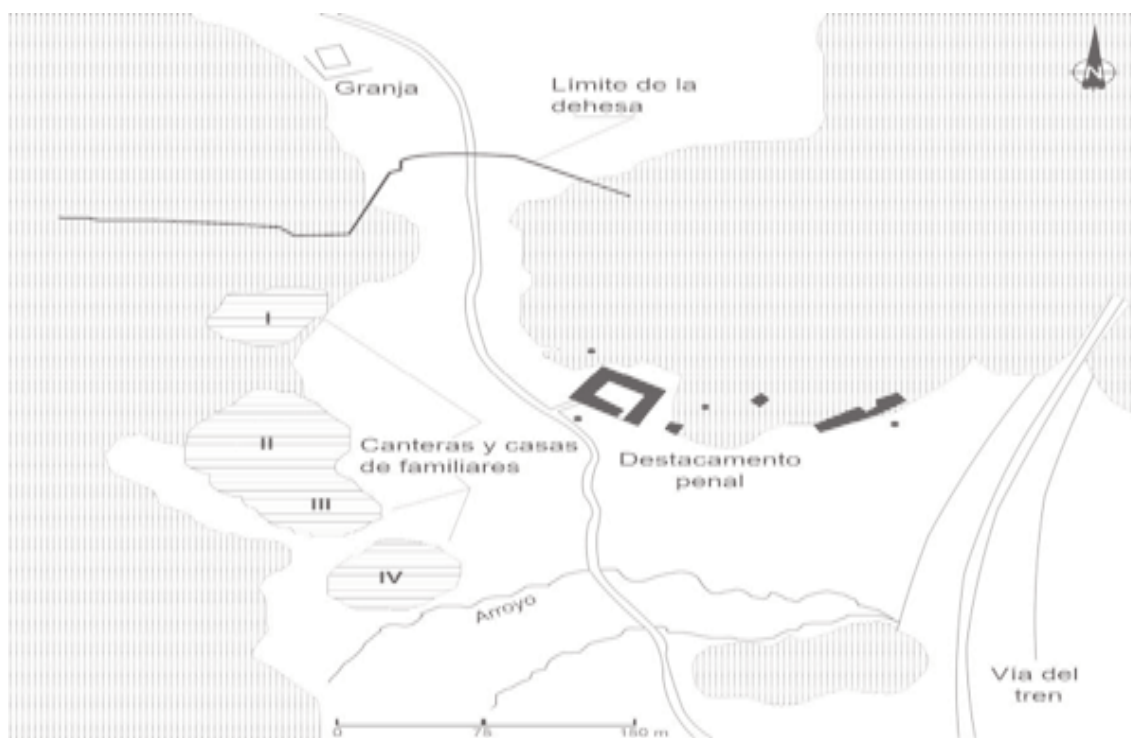 N
Granja
Límite de la
dehesa
I
II
Canteras y casas
de familiares
III
Destacamento
penal
IV
Arroyo
Vía del
tren
0 75 150 m